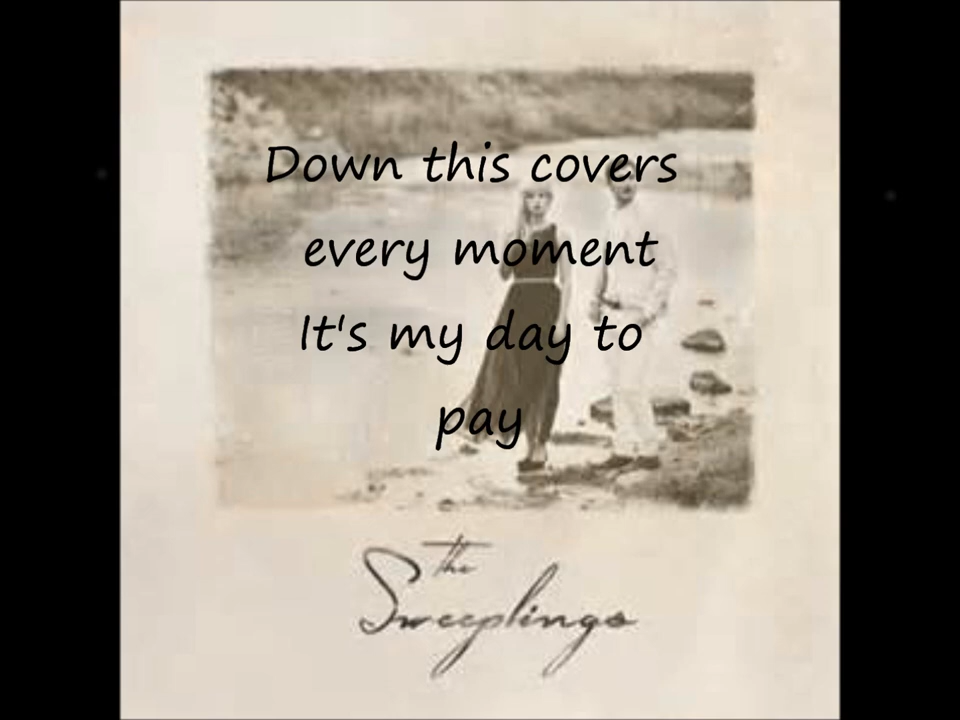 Down this covers
every moment
It's my day to
pay
the
Sweeplings